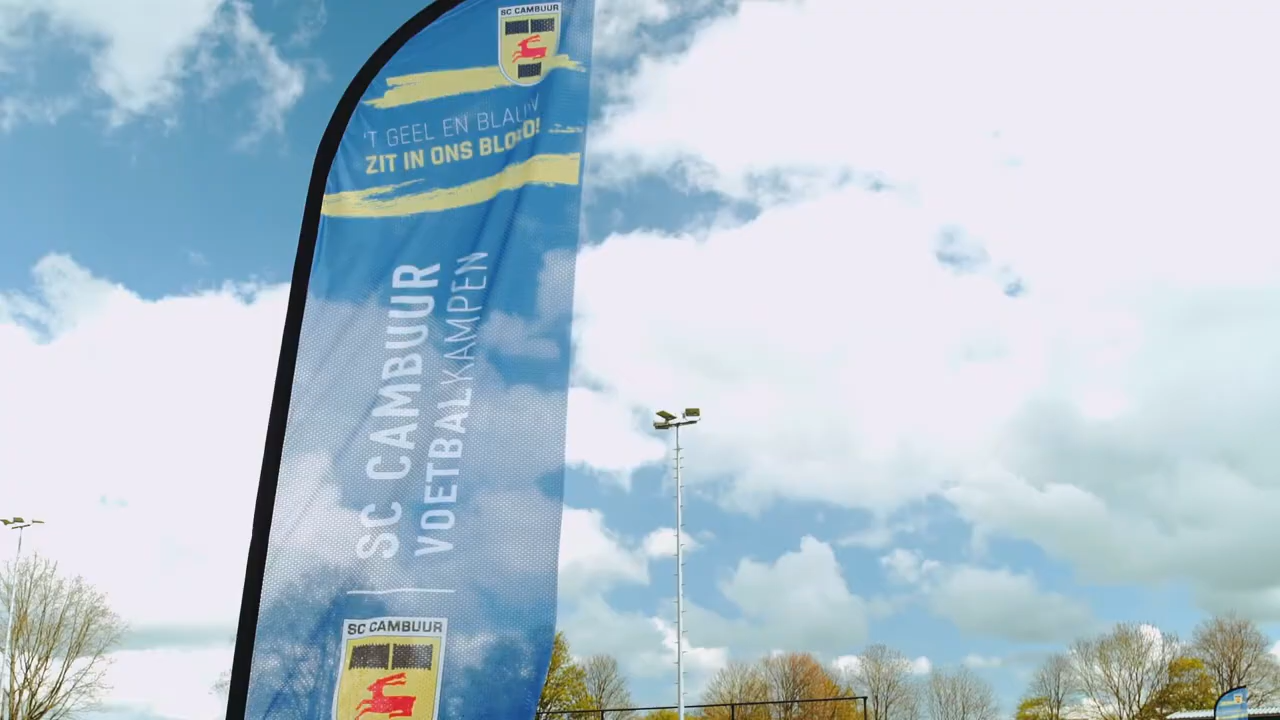 SC CAMBUUR
'T GEEL EN BLAUW
ZIT IN ONS BLOED!
SC CAMBUUR
VOETBALKAMPEN
SC CAMBUUR